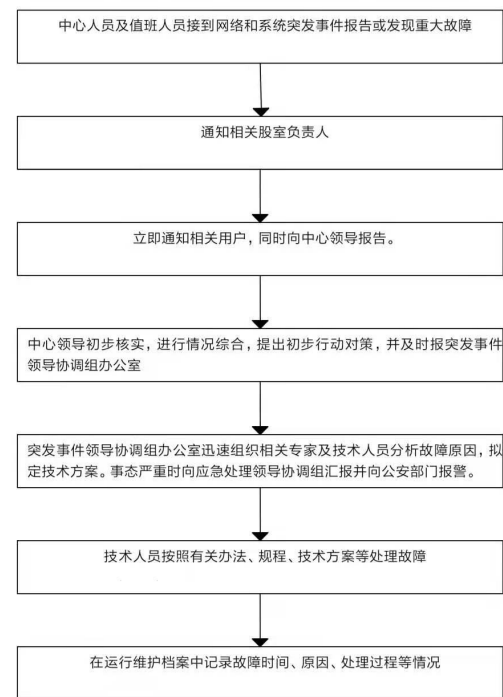 中心人员及值班人员接到网络和系统突发事件报告或发现重大故障
通知相关股室负责人
立即通知相关用户，同时向中心领导报告。
中心领导初步核实，进行情况综合，提出初步行动对策，并及时报突发事件
领导协调组办公室
突发事件领导协调组办公室迅速组织相关专家及技术人员分析故障原因，拟
定技术方案。事态严重时向应急处理领导协调组汇报并向公安部门报警。
技术人员按照有关办法、规程、技术方案等处理故障
在运行维护档案中记录故障时间、原因、处理过程等情况